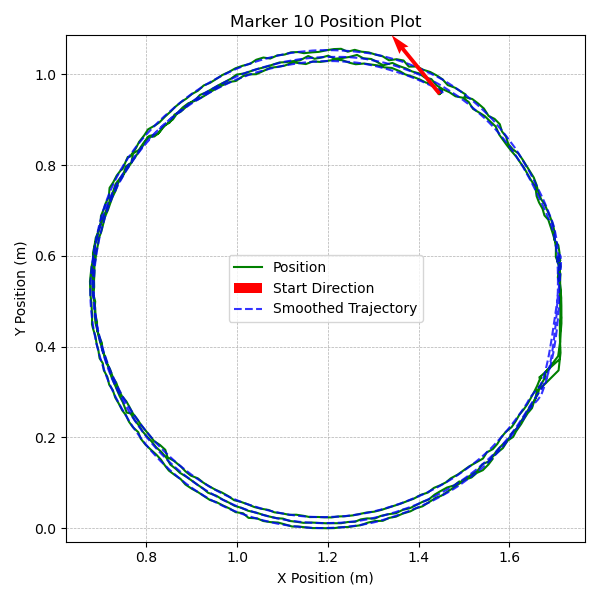 Marker 10 Position Plot
1.0
0.8
0.6
0.4
0.2
0.0
Y Position (m)
Position
Start Direction
Smoothed Trajectory
0.8
1.0
1.2
1.4
1.6
X Position (m)